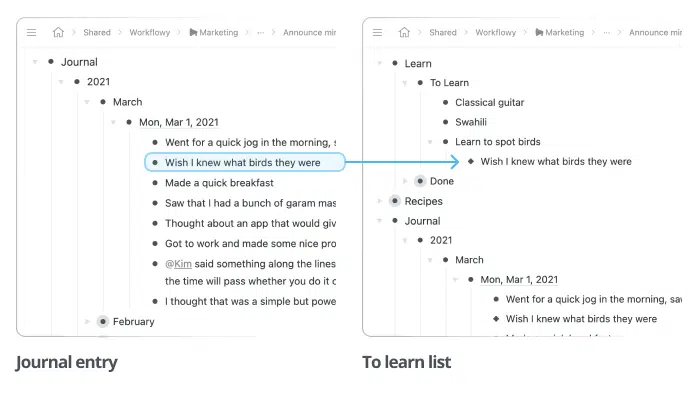 Shared > Workflowy > Marketing > ··· > Announce mir
Journal
2021
March
Mon, Mar 1, 2021
Went for a quick jog in the morning, s
Wish I knew what birds they were
Made a quick breakfast
Saw that I had a bunch of garam mas
Thought about an app that would giv
Got to work and made some nice pro
@Kim said something along the lines
the time will pass whether you do it o
I thought that was a simple but powe
February
Journal entry
Shared > Workflowy > Marketing > ··· > Announce mir
Learn
To Learn
Classical guitar
Swahili
Learn to spot birds
Wish I knew what birds they were
Done
Recipes
Journal
2021
March
Mon, Mar 1, 2021
Went for a quick jog in the morning, saw
Wish I knew what birds they were
To learn list